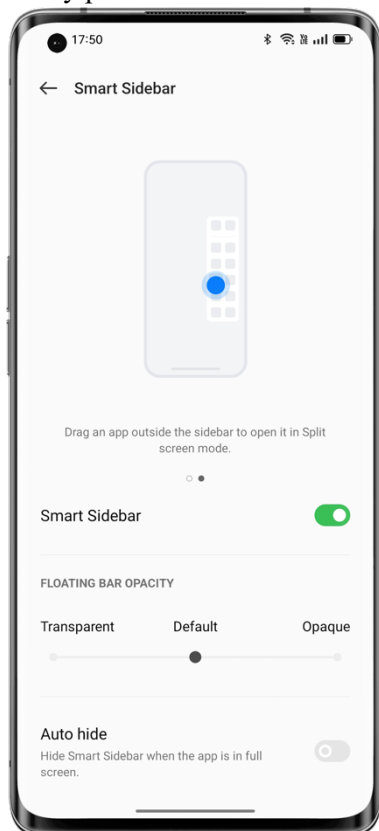 17:50
Smart Sidebar
Drag an app outside the sidebar to open it in Split
screen mode.
Smart Sidebar
FLOATING BAR OPACITY
Transparent Default Opaque
Auto hide
Hide Smart Sidebar when the app is in full
screen.